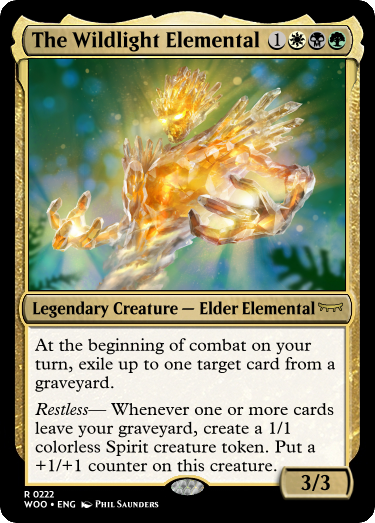 The Wildlight Elemental 1
Legendary Creature — Elder Elemental
At the beginning of combat on your
turn, exile up to one target card from a
graveyard.
Restless— Whenever one or more cards
leave your graveyard, create a 1/1
colorless Spirit creature token. Put a
+1/+1 counter on this creature.
3/3
R 0222
WOO • ENG PHIL SAUNDERS